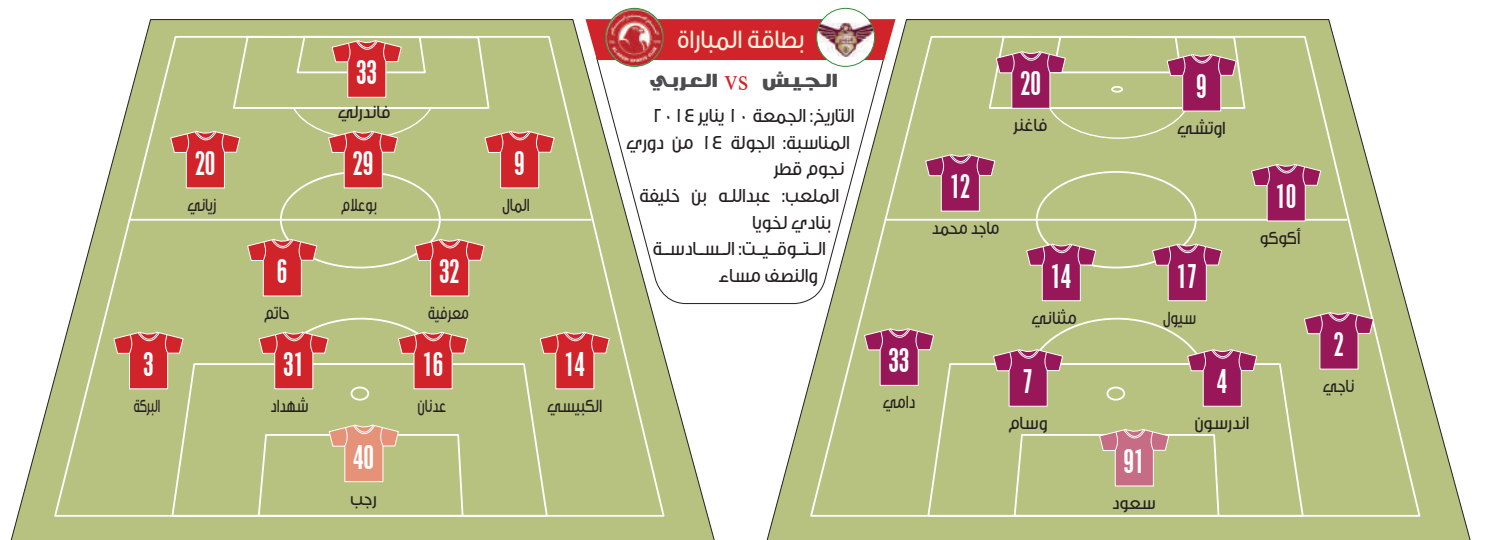 بطاقة المباراة
الجيش VS العربي
التاريخ: الجمعة ١٠ يناير ٢٠١٤
المناسبة: الجولة ١٤ من دوري
نجوم قطر
الملعب: عبدالله بن خليفة
بنادي لخويا
التوقيت: السادسة
والنصف مساء
20
فاغنر
9
اوتشي
12
ماجد محمد
10
أكوكو
14
مثناني
17
سيول
33
دامي
7
وسام
4
اندرسون
2
ناجي
91
سعود
33
فاندرلي
20
زياني
29
بوعلام
9
المال
6
حاتم
32
معرفية
3
البركة
31
شهداد
16
عدنان
14
الكبيسي
40
رجب